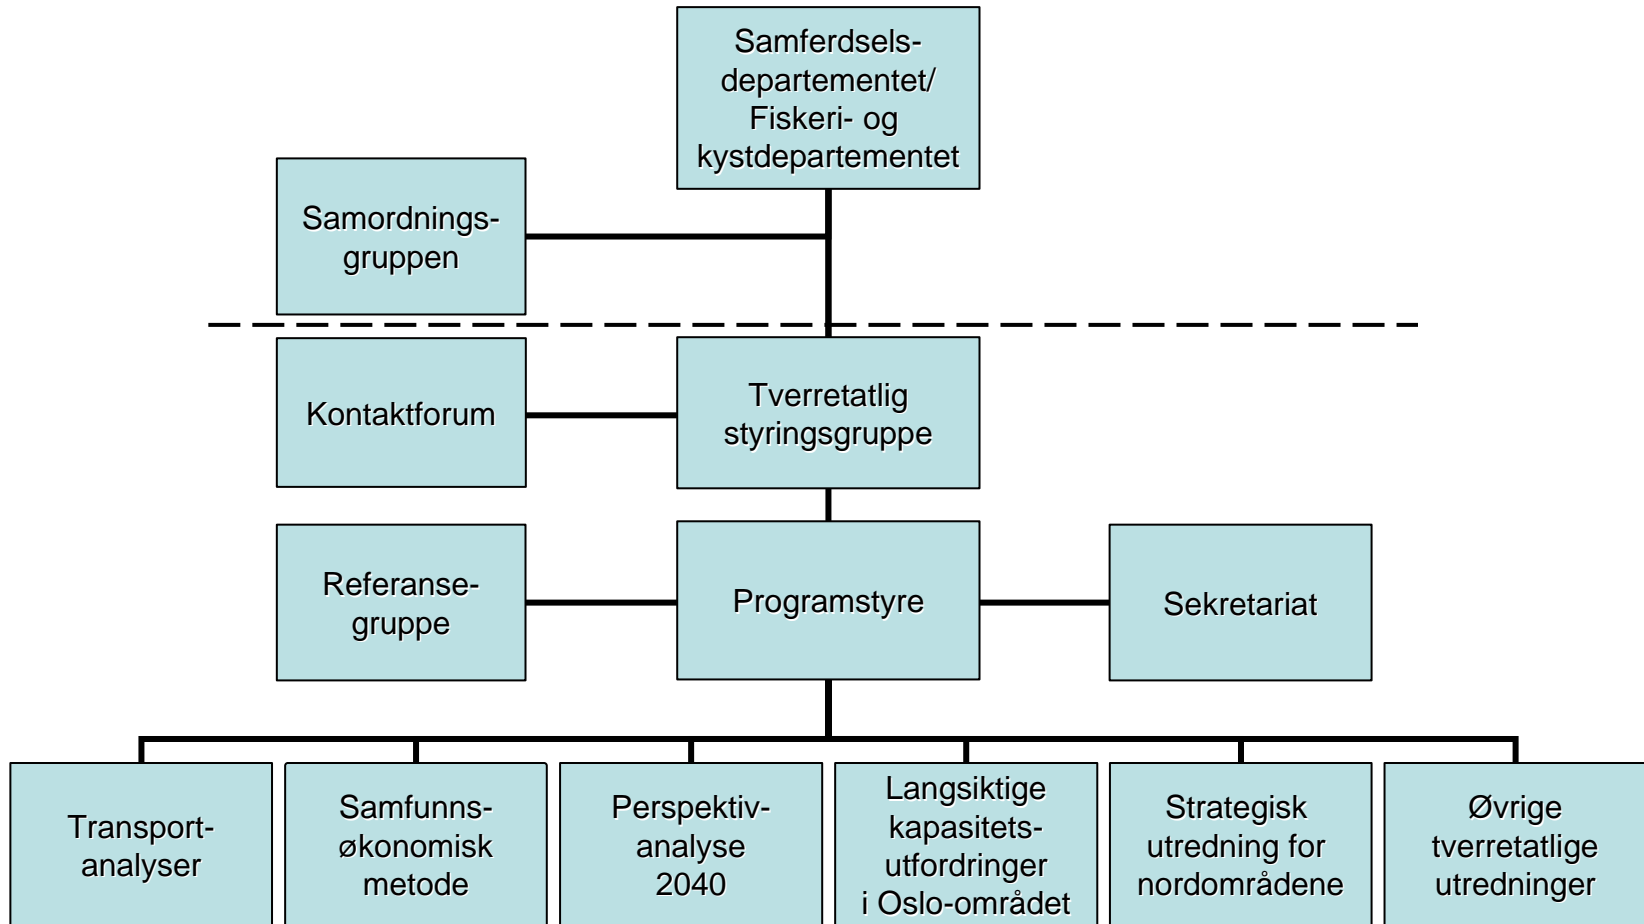 Samferdsels-
departementet/
Fiskeri- og
kystdepartementet
Samordnings-
gruppen
Kontaktforum
Tverretatlig
styringsgruppe
Referanse-
gruppe
Programstyre
Sekretariat
Transport-
analyser
Samfunns-
økonomisk
metode
Perspektiv-
analyse
2040
Langsiktige
kapasitets-
utfordringer
i Oslo-området
Strategisk
utredning for
nordområdene
Øvrige
tverretatlige
utredninger